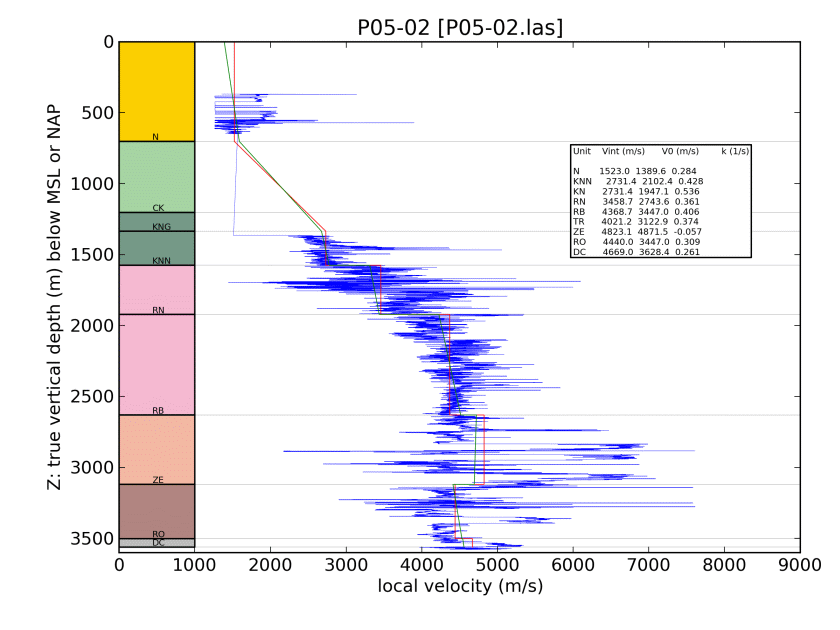 P05-02 [P05-02.las]
Z: true vertical depth (m) below MSL or NAP
0
500
1000
1500
2000
2500
3000
3500
N
CK
KNG
KNN
RN
RB
ZE
RO
DC
Unit Vint (m/s) V0 (m/s) k (1/s)
N 1523.0 1389.6 0.284
KNN 2731.4 2102.4 0.428
KN 2731.4 1947.1 0.536
RN 3458.7 2743.6 0.361
RB 4368.7 3447.0 0.406
TR 4021.2 3122.9 0.374
ZE 4823.1 4871.5 -0.057
RO 4440.0 3447.0 0.309
DC 4669.0 3628.4 0.261
0 1000 2000 3000 4000 5000 6000 7000 8000 9000
local velocity (m/s)